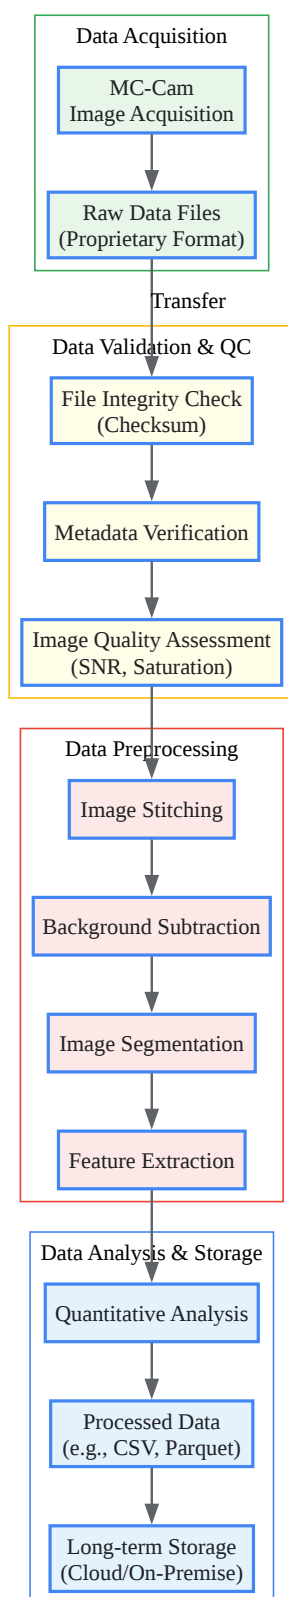 Data Acquisition
MC-Cam
Image Acquisition
Raw Data Files
(Proprietary Format)
Transfer
Data Validation & QC
File Integrity Check
(Checksum)
Metadata Verification
Image Quality Assessment
(SNR, Saturation)
Data Preprocessing
Image Stitching
Background Subtraction
Image Segmentation
Feature Extraction
Data Analysis & Storage
Quantitative Analysis
Processed Data
(e.g., CSV, Parquet)
Long-term Storage
(Cloud/On-Premise)